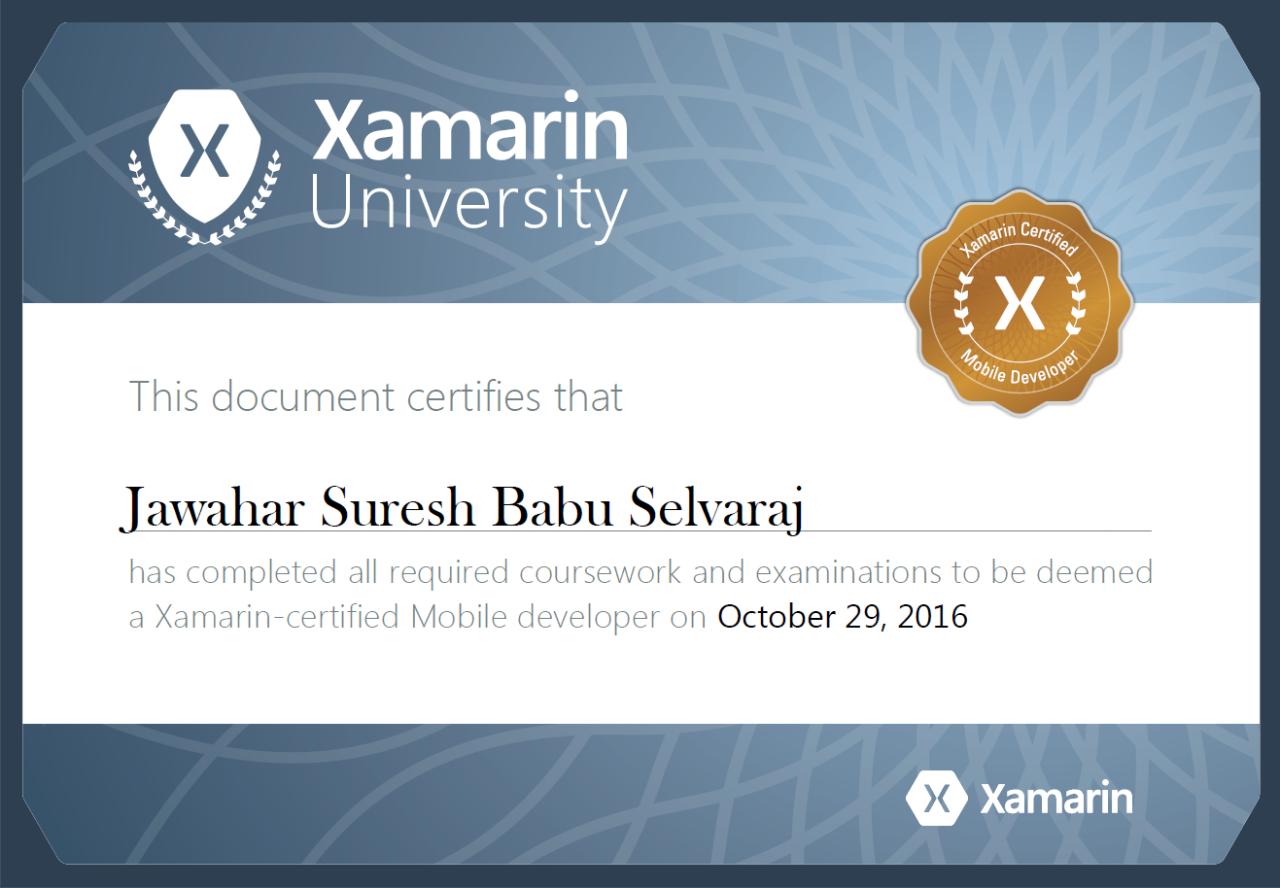 X
Xamarin
University
Xamarin Certified
X
Mobile Developer
This document certifies that
Jawahar Suresh Babu Selvaraj
has completed all required coursework and examinations to be deemed
a Xamarin-certified Mobile developer on October 29, 2016
X Xamarin